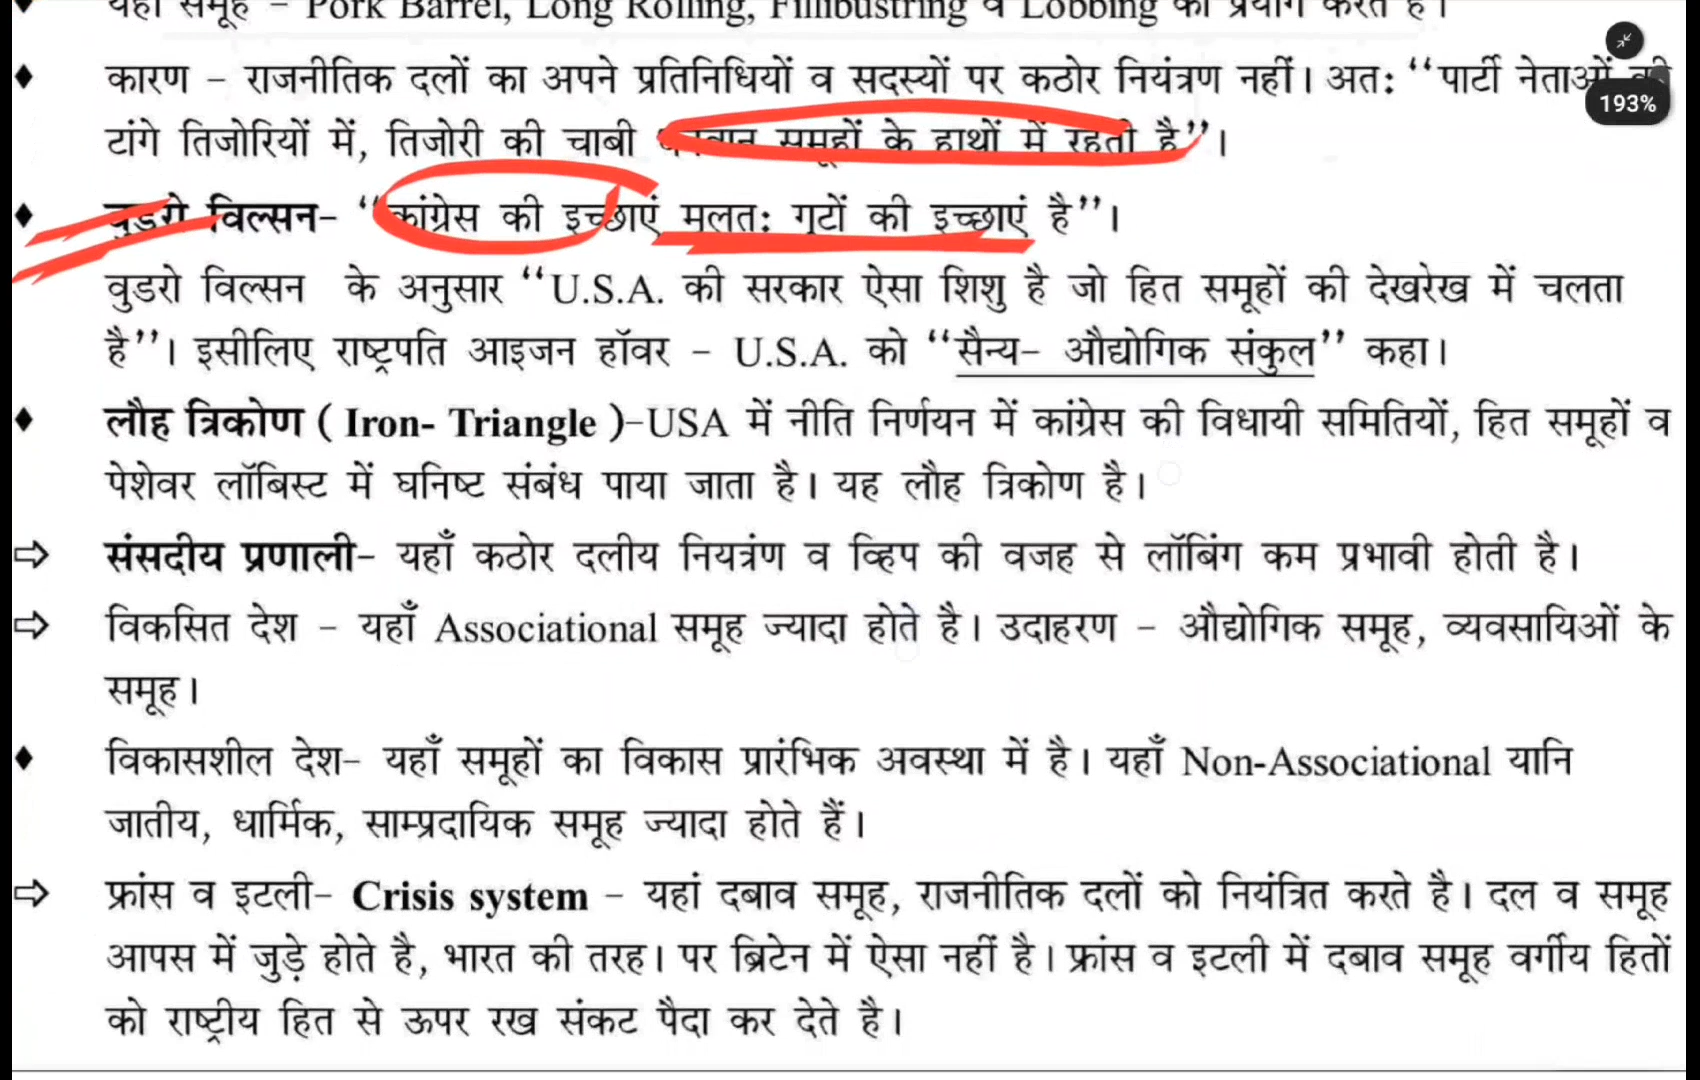 यहाँ समूह – Pork Barrel, Long Rolling, Fillibustring व Lobbing का प्रयोग करते है।
♦ कारण – राजनीतिक दलों का अपने प्रतिनिधियों व सदस्यों पर कठोर नियंत्रण नहीं। अत: ‘‘पार्टी नेताओं की
193%
टांगे तिजोरियों में, तिजोरी की चाबी समूहों के हाथों में रहती है’’।
♦ वुडरो विल्सन– ‘‘कांग्रेस की इच्छाएं मूलत: गुटों की इच्छाएं है’’।
वुडरो विल्सन के अनुसार ‘‘U.S.A. की सरकार ऐसा शिशु है जो हित समूहों की देखरेख में चलता
है’’। इसीलिए राष्ट्रपति आइजन हॉवर – U.S.A. को ‘‘सैन्य– औद्योगिक संकुल’’ कहा।
♦ लौह त्रिकोण ( Iron- Triangle )–USA में नीति निर्णयन में कांग्रेस की विधायी समितियों, हित समूहों व
पेशेवर लॉबिस्ट में घनिष्ट संबंध पाया जाता है। यह लौह त्रिकोण है।
⇨ संसदीय प्रणाली– यहाँ कठोर दलीय नियत्रंण व व्हिप की वजह से लॉबिंग कम प्रभावी होती है।
⇨ विकसित देश – यहाँ Associational समूह ज्यादा होते है। उदाहरण – औद्योगिक समूह, व्यवसायिओं के
समूह।
♦ विकासशील देश– यहाँ समूहों का विकास प्रारंभिक अवस्था में है। यहाँ Non-Associational यानि
जातीय, धार्मिक, साम्प्रदायिक समूह ज्यादा होते हैं।
⇨ फ्रांस व इटली– Crisis system – यहां दबाव समूह, राजनीतिक दलों को नियंत्रित करते है। दल व समूह
आपस में जुड़े होते है, भारत की तरह। पर ब्रिटेन में ऐसा नहीं है। फ्रांस व इटली में दबाव समूह वर्गीय हितों
को राष्ट्रीय हित से ऊपर रख संकट पैदा कर देते है।